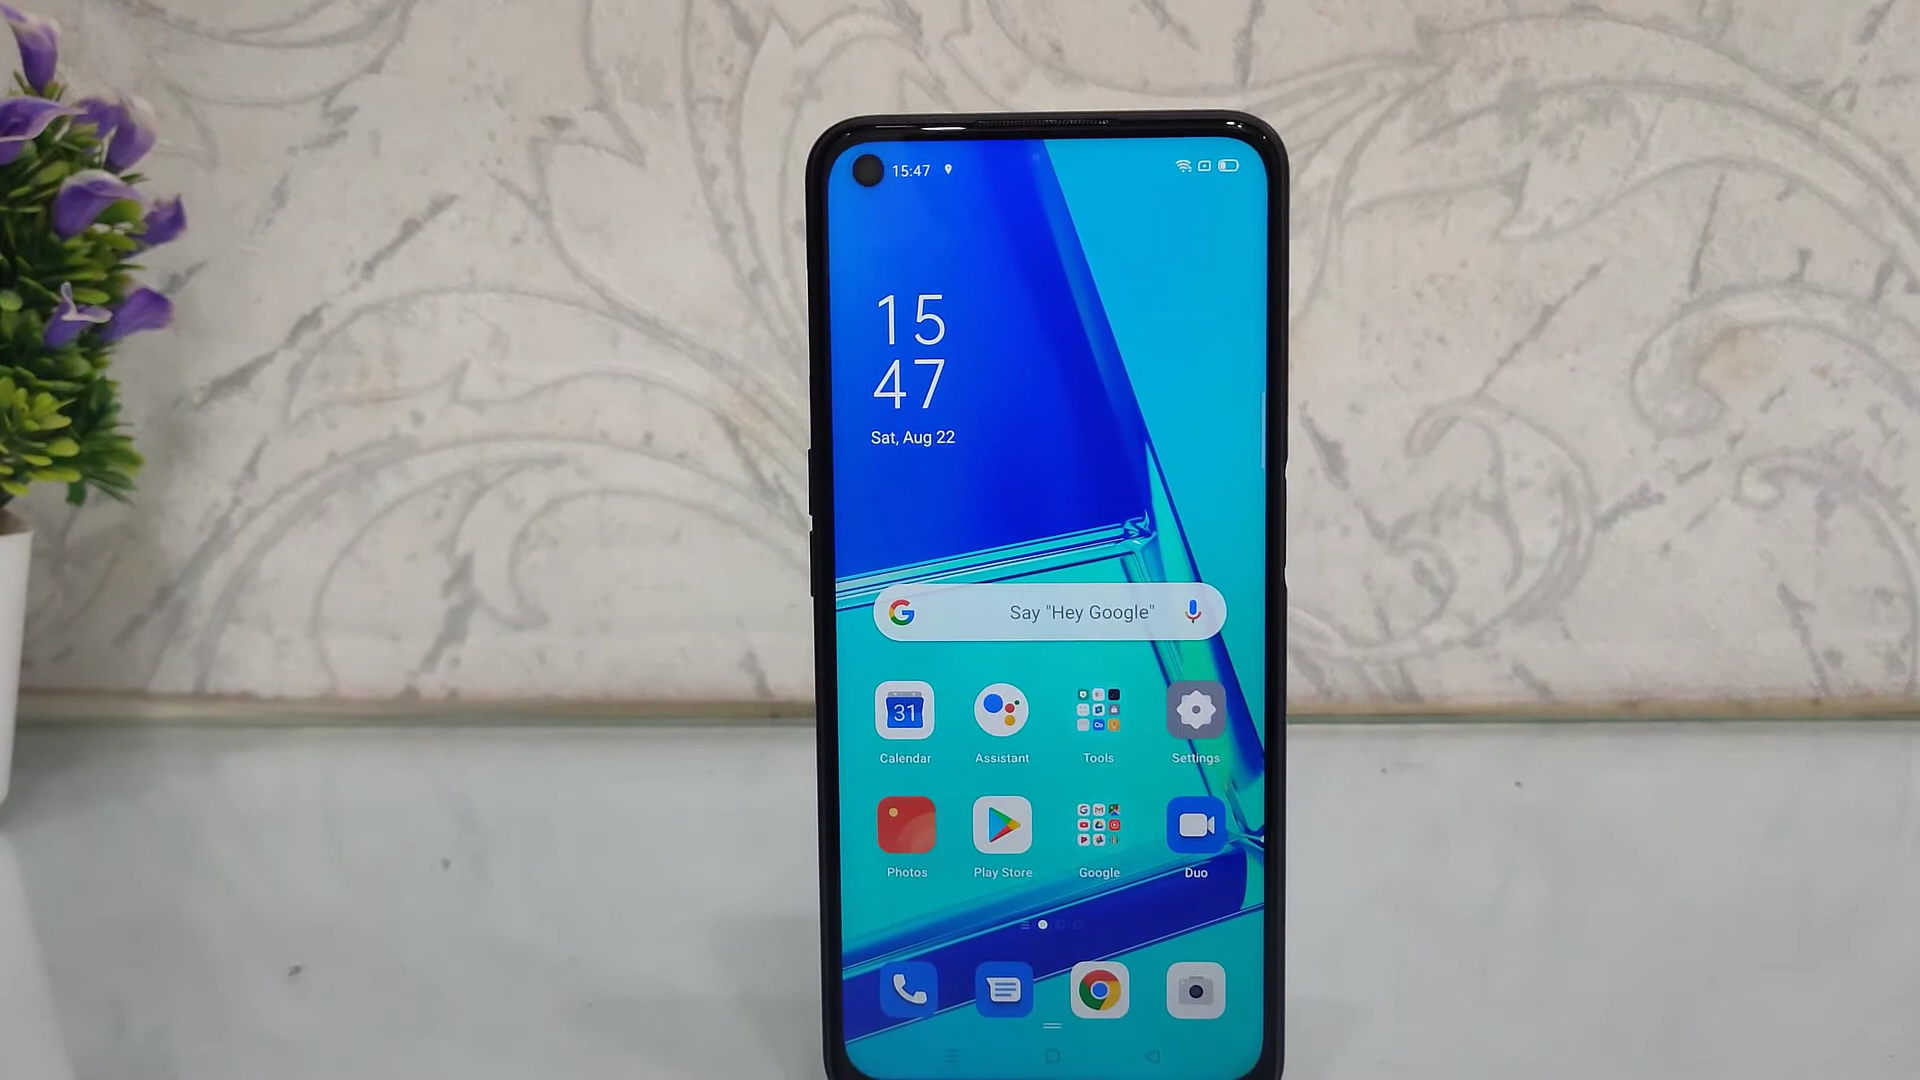 15:47
15
47
Sat, Aug 22
Say "Hey Google"
31
Calendar Assistant Tools Settings
Photos Play Store Google Duo